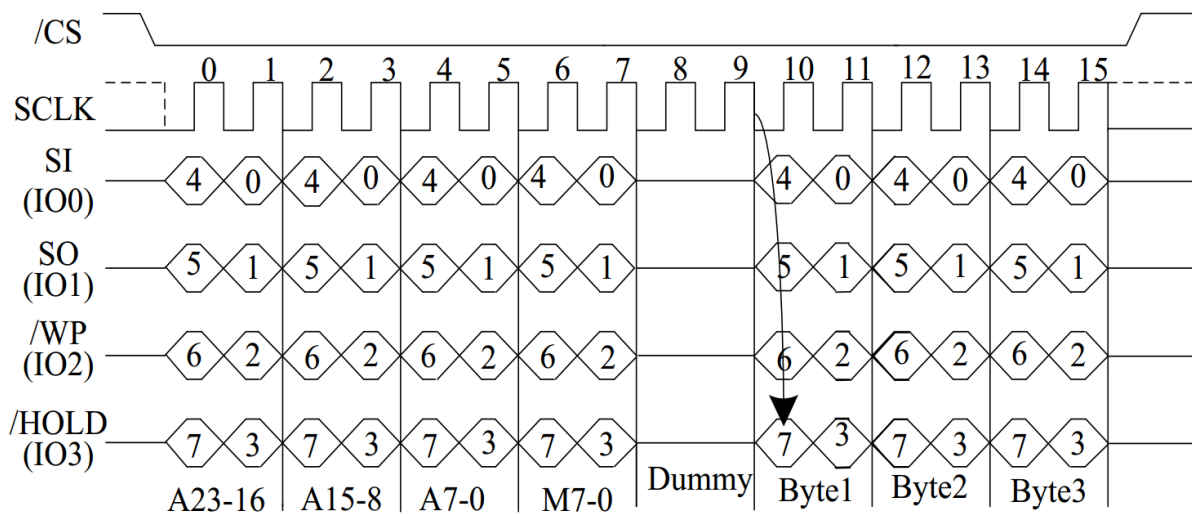 /CS
0 1 2 3 4 5 6 7 8 9 10 11 12 13 14 15
SCLK
SI
(IO0)
4 0 4 0 4 0 4 0 4 0 4 0 4 0
SO
(IO1)
5 1 5 1 5 1 5 1 5 1 5 1 5 1
/WP
(IO2)
6 2 6 2 6 2 6 2 6 2 6 2 6 2
/HOLD
(IO3)
7 3 7 3 7 3 7 3 7 3 7 3 7 3
A23-16 A15-8 A7-0 M7-0 Dummy Byte1 Byte2 Byte3